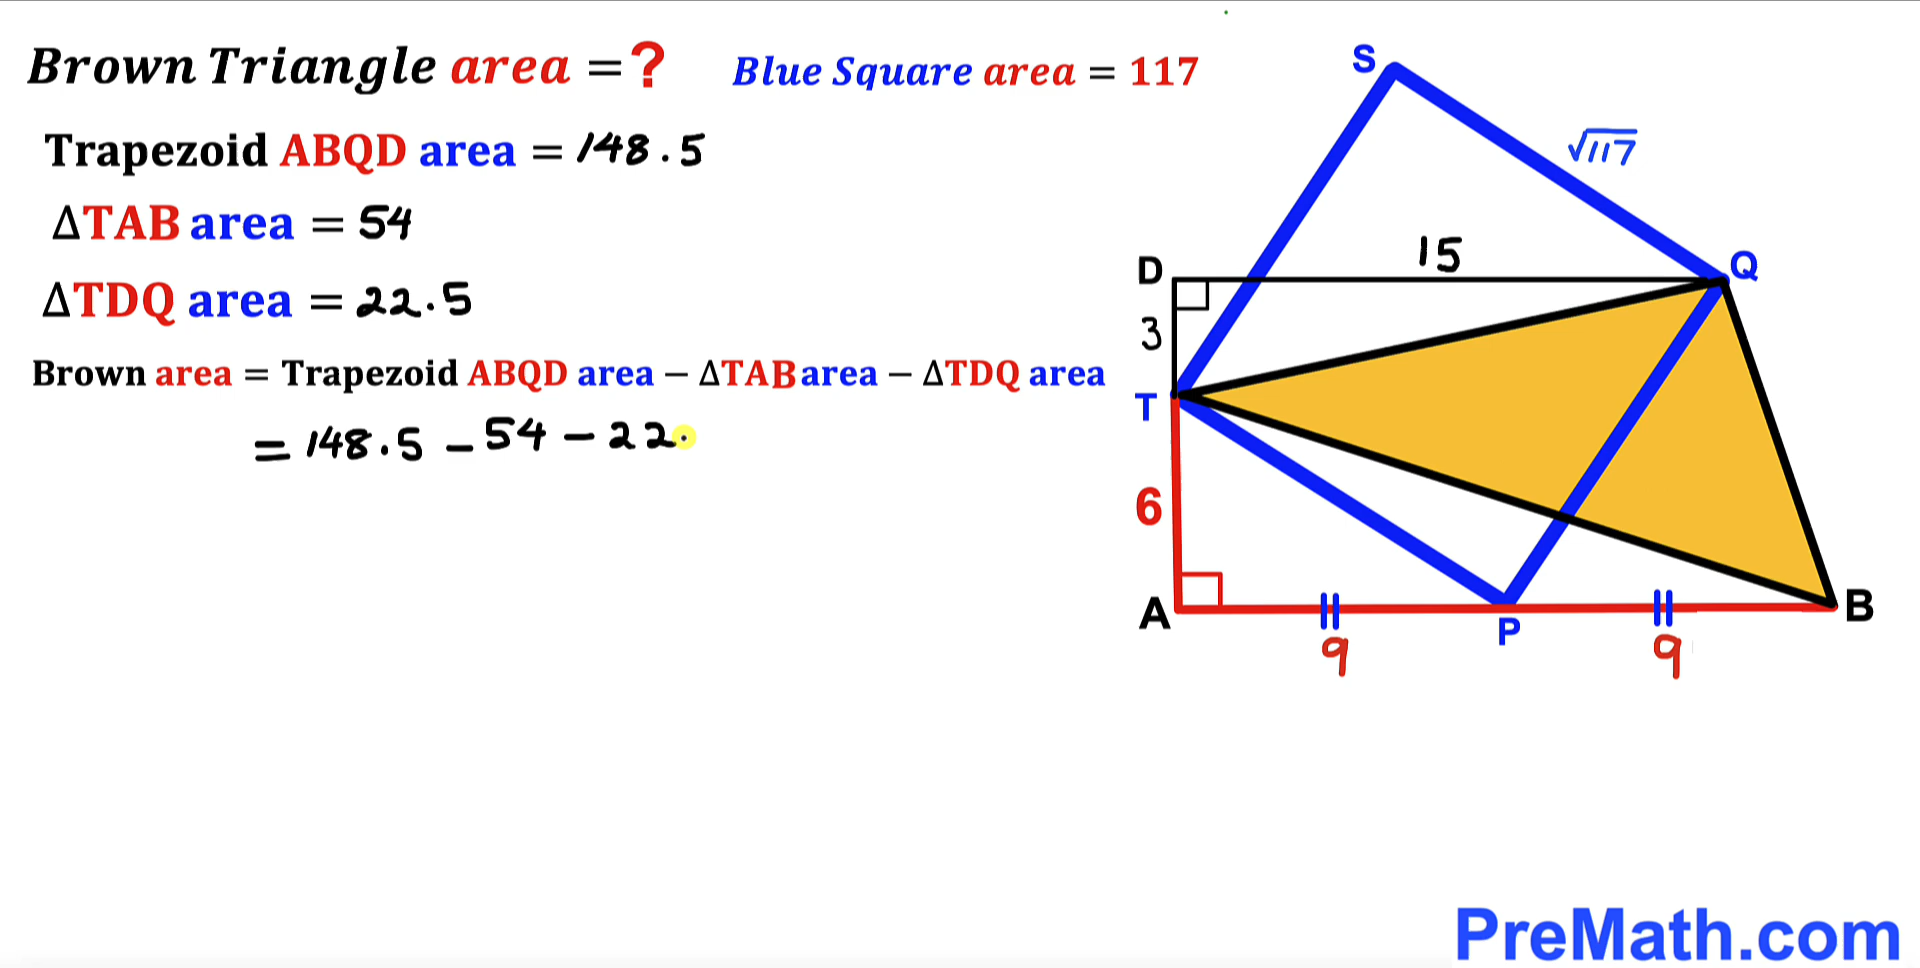 Brown Triangle area = ?
Blue Square area = 117
Trapezoid ABQD area = 148.5
ΔTAB area = 54
ΔTDQ area = 22.5
Brown area = Trapezoid ABQD area − ΔTAB area − ΔTDQ area
= 148.5 − 54 − 22.
S
√117
D
15
Q
3
T
6
A
P
B
9
9
PreMath.com